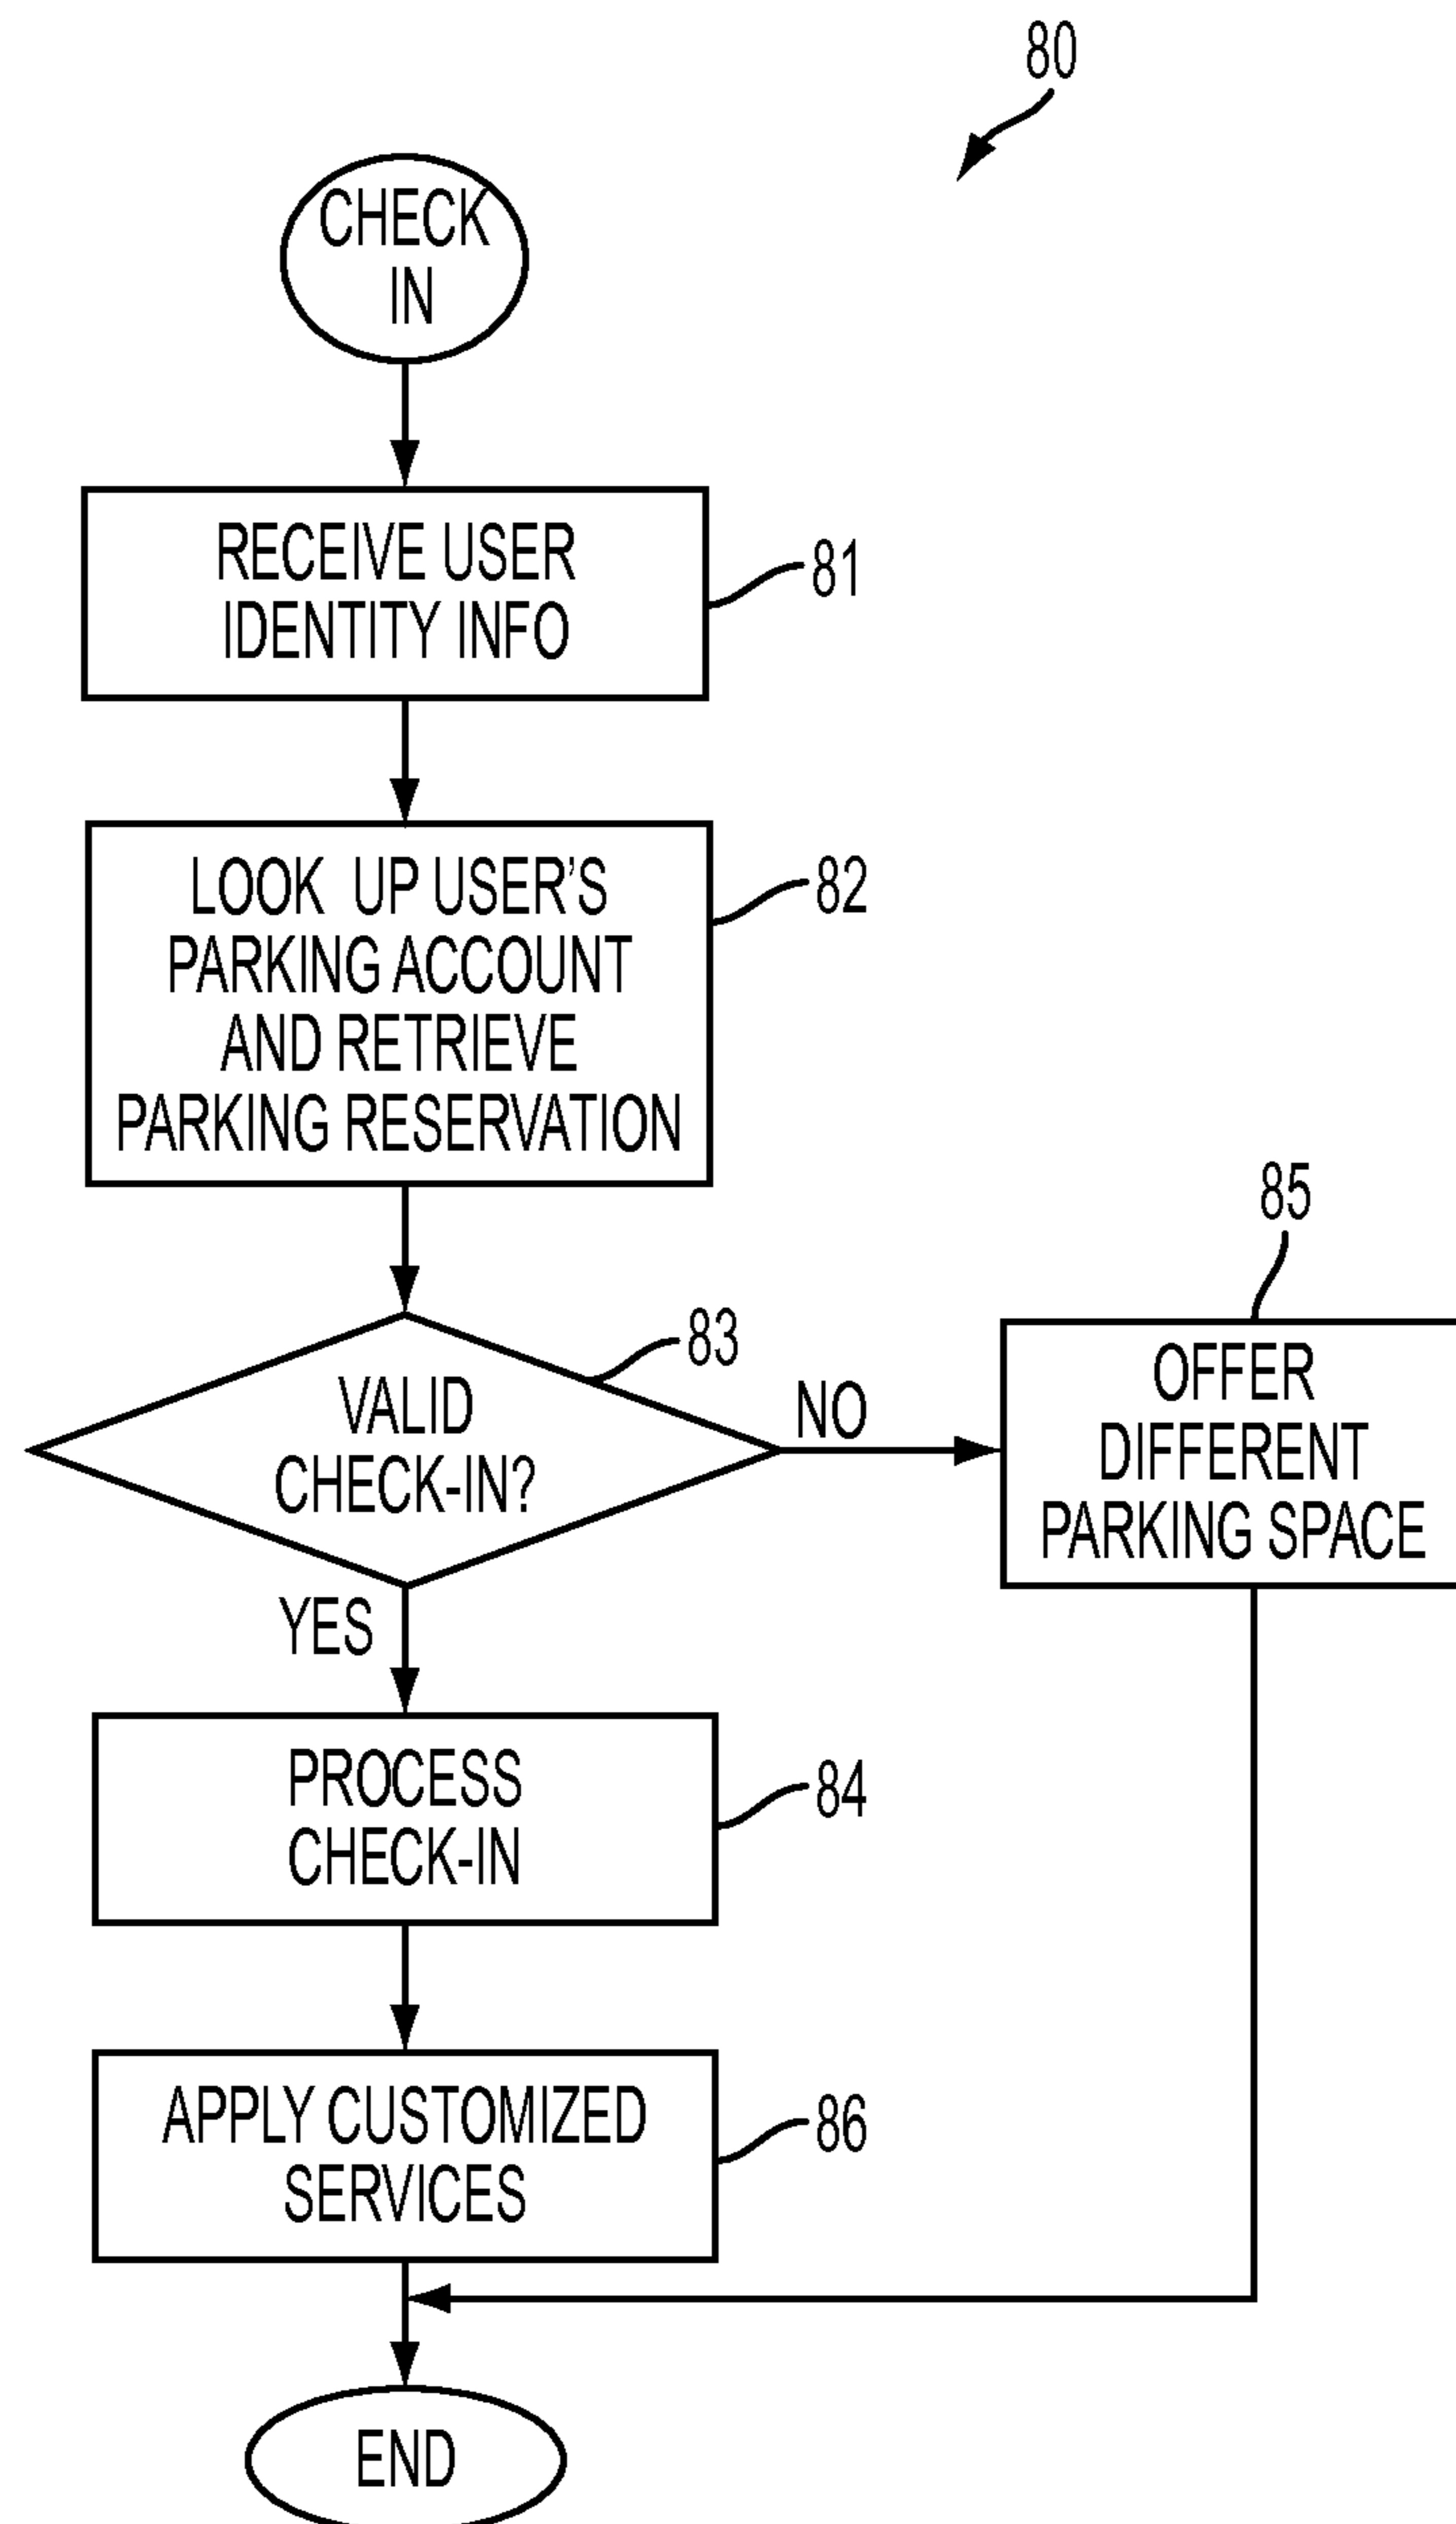 80
CHECK
IN
RECEIVE USER
IDENTITY INFO
81
LOOK UP USER'S
PARKING ACCOUNT
AND RETRIEVE
PARKING RESERVATION
82
VALID
CHECK-IN?
83
NO
85
OFFER
DIFFERENT
PARKING SPACE
YES
PROCESS
CHECK-IN
84
APPLY CUSTOMIZED
SERVICES
86
END